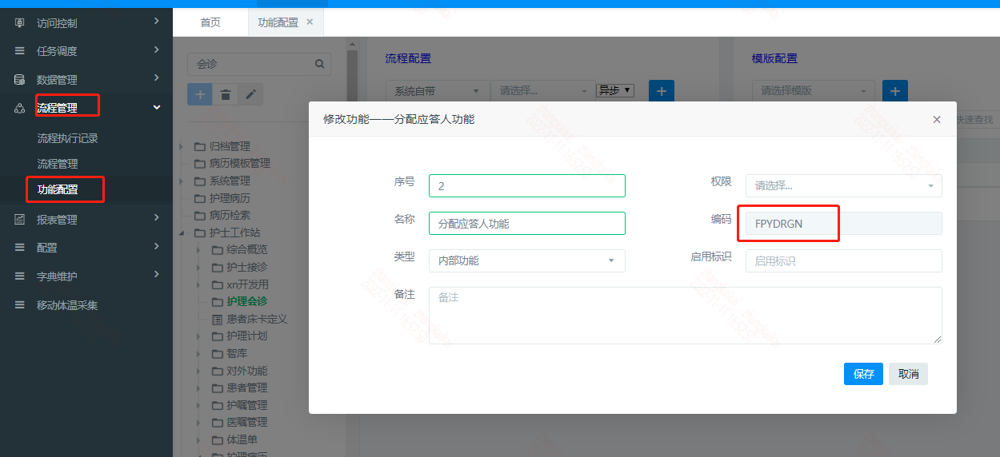 访问控制
任务调度
数据管理
流程管理
流程执行记录
流程管理
功能配置
报表管理
配置
字典维护
移动体温采集
首页
功能配置 ×
会诊
归档管理
病历模板管理
系统管理
护理病历
病历检索
护士工作站
综合概览
护士接诊
xn开发用
护理会诊
患者床卡定义
护理计划
智库
对外功能
患者管理
护嘱管理
医嘱管理
体温单
护理病历
流程配置
系统自带
请选择...
异步
模版配置
请选择模版
快速查找
修改功能——分配应答人功能
序号 2
权限 请选择...
名称 分配应答人功能
编码 FPYDRGN
类型 内部功能
启用标识 启用标识
备注 备注
保存 取消